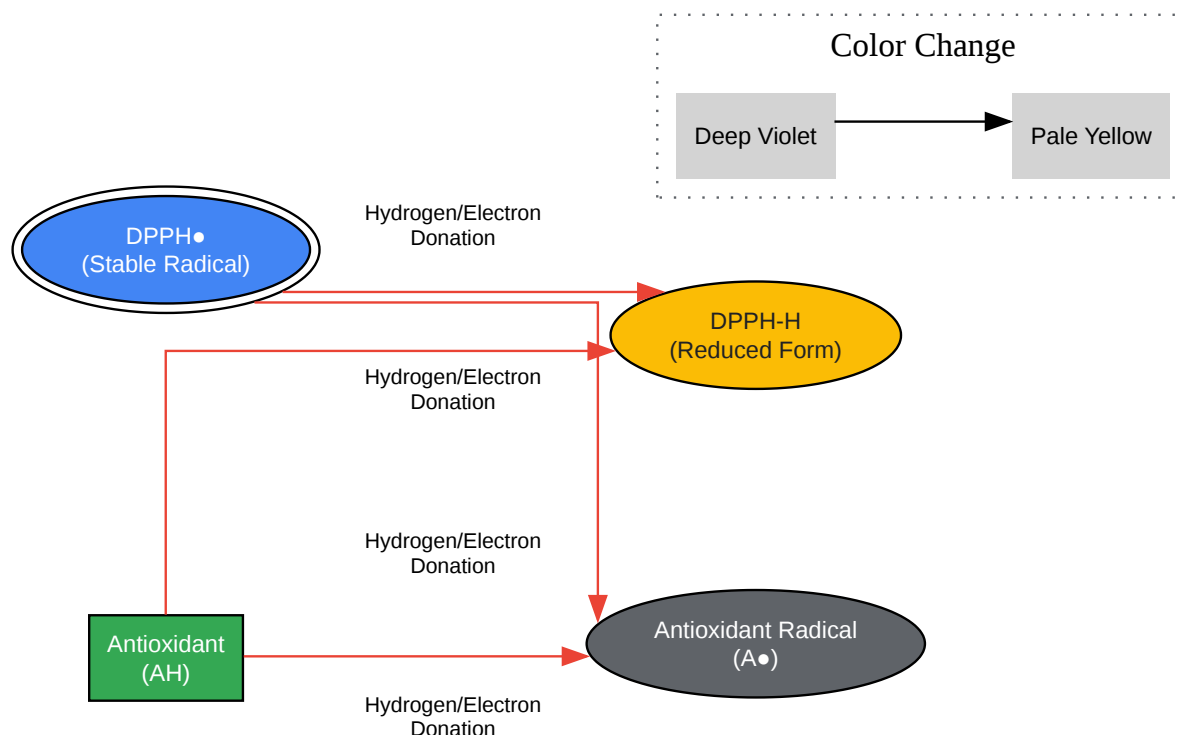 Color Change
Deep Violet
Pale Yellow
DPPH●
(Stable Radical)
Hydrogen/Electron
Donation
DPPH-H
(Reduced Form)
Hydrogen/Electron
Donation
Hydrogen/Electron
Donation
Antioxidant
(AH)
Antioxidant Radical
(A●)
Hydrogen/Electron
Donation